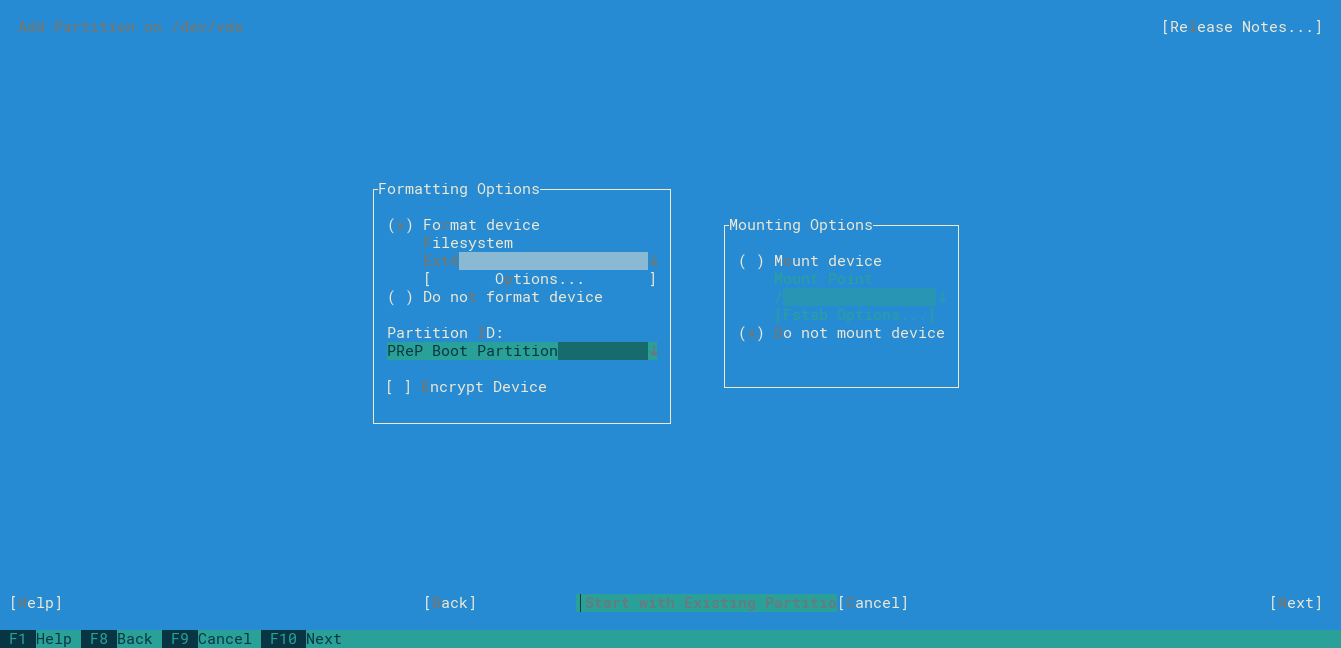 Add Partition on /dev/vdb [Release Notes...]
Formatting Options
(x) Format device
Filesystem
Ext4
[ Options... ]
( ) Do not format device
Partition ID:
PReP Boot Partition
[ ] Encrypt Device
Mounting Options
( ) Mount device
Mount Point
/
[Fstab Options...]
(x) Do not mount device
[Help] [Back] Start with Existing Partitio[Cancel] [Next]
F1 Help F8 Back F9 Cancel F10 Next